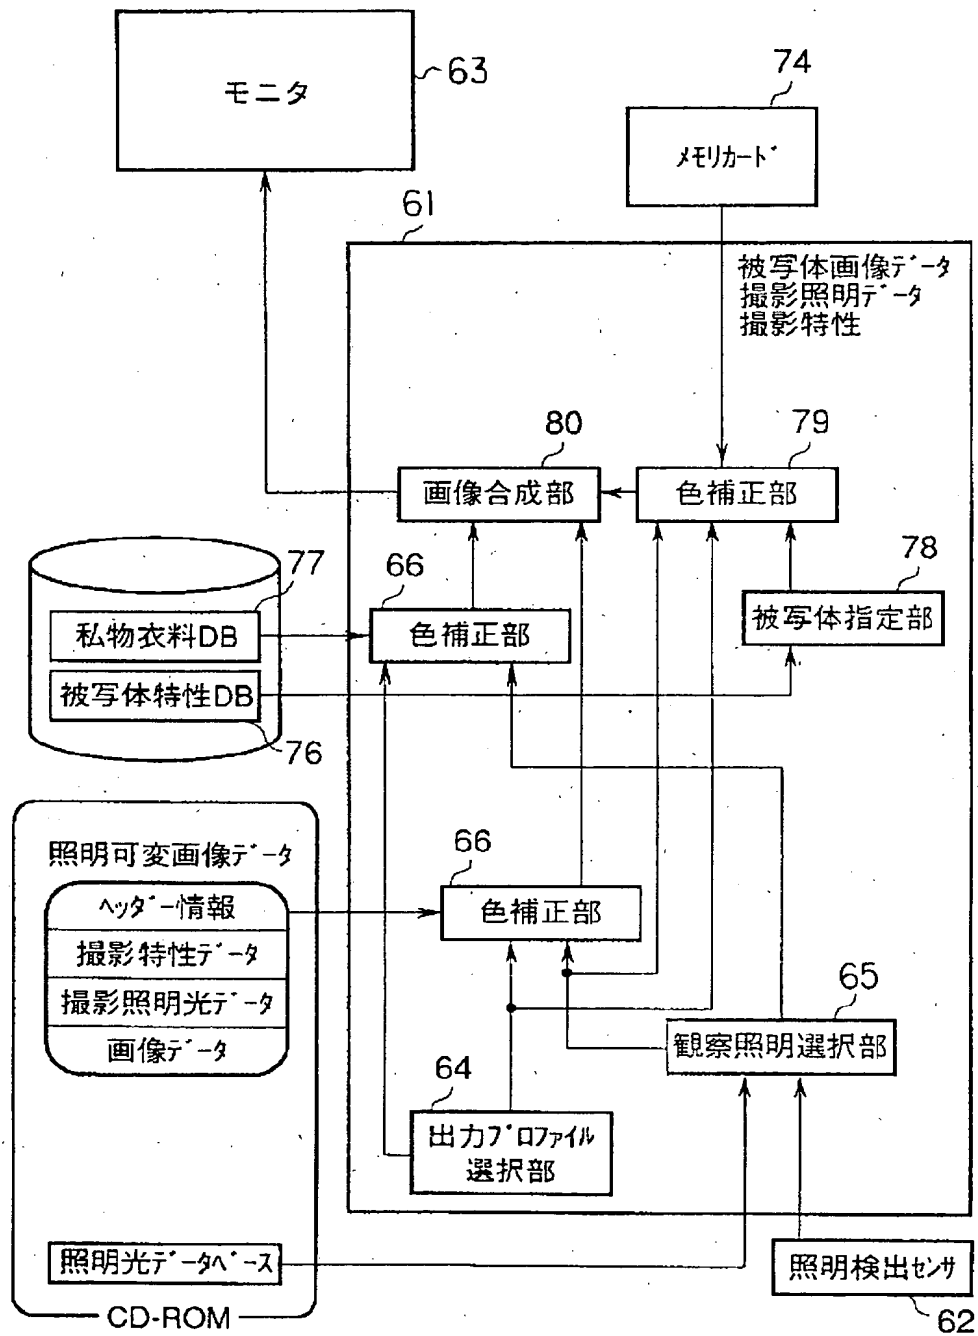 モニタ
63
74
メモリカード
61
被写体画像データ
撮影照明データ
撮影特性
80
79
画像合成部
色補正部
77
66
78
私物衣料DB
色補正部
被写体指定部
被写体特性DB
76
照明可変画像データ
66
ヘッダー情報
色補正部
撮影特性データ
撮影照明光データ
65
画像データ
観察照明選択部
64
出力プロファイル
選択部
照明光データベース
照明検出センサ
CD-ROM
62